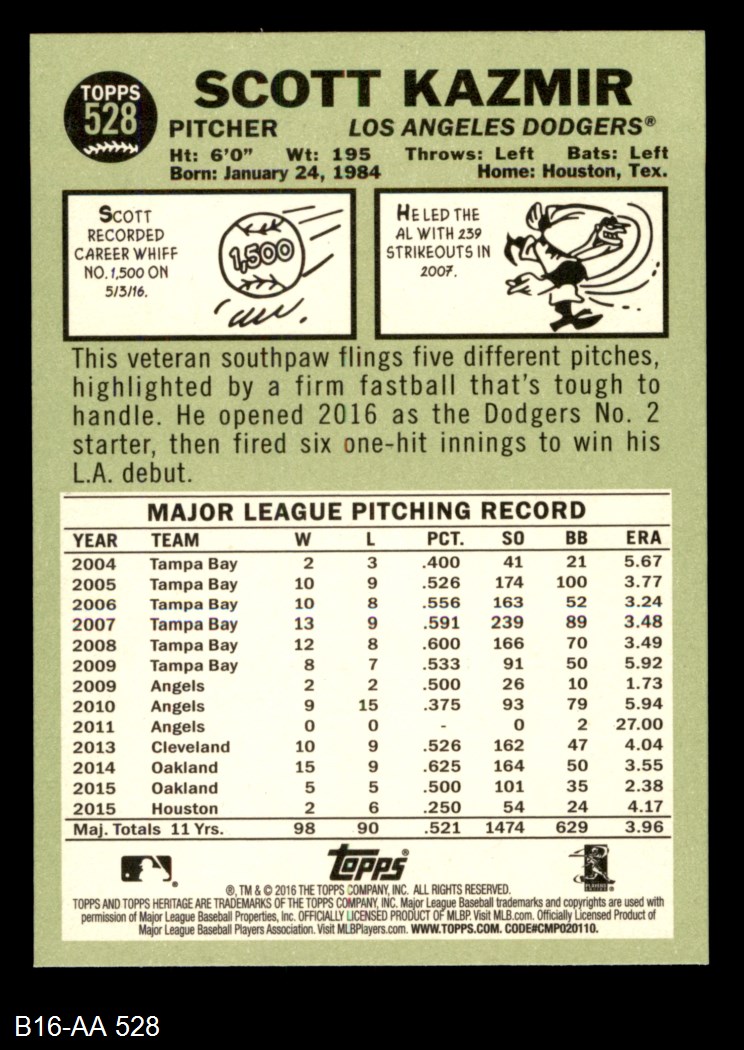 TOPPS
528
SCOTT KAZMIR
PITCHER LOS ANGELES DODGERS®
Ht: 6'0" Wt: 195 Throws: Left Bats: Left
Born: January 24, 1984 Home: Houston, Tex.
SCOTT
RECORDED
CAREER WHIFF
NO. 1,500 ON
5/3/16.
1,500
HE LED THE
AL WITH 239
STRIKEOUTS IN
2007.
This veteran southpaw flings five different pitches,
highlighted by a firm fastball that's tough to
handle. He opened 2016 as the Dodgers No. 2
starter, then fired six one-hit innings to win his
L.A. debut.
MAJOR LEAGUE PITCHING RECORD
YEAR TEAM W L PCT. SO BB ERA
2004 Tampa Bay 2 3 .400 41 21 5.67
2005 Tampa Bay 10 9 .526 174 100 3.77
2006 Tampa Bay 10 8 .556 163 52 3.24
2007 Tampa Bay 13 9 .591 239 89 3.48
2008 Tampa Bay 12 8 .600 166 70 3.49
2009 Tampa Bay 8 7 .533 91 50 5.92
2009 Angels 2 2 .500 26 10 1.73
2010 Angels 9 15 .375 93 79 5.94
2011 Angels 0 0 - 0 2 27.00
2013 Cleveland 10 9 .526 162 47 4.04
2014 Oakland 15 9 .625 164 50 3.55
2015 Oakland 5 5 .500 101 35 2.38
2015 Houston 2 6 .250 54 24 4.17
Maj. Totals 11 Yrs. 98 90 .521 1474 629 3.96
TOPPS®
®, TM & © 2016 THE TOPPS COMPANY, INC. ALL RIGHTS RESERVED.
TOPPS AND TOPPS HERITAGE ARE TRADEMARKS OF THE TOPPS COMPANY, INC. Major League Baseball trademarks and copyrights are used with
permission of Major League Baseball Properties, Inc. OFFICIALLY LICENSED PRODUCT OF MLBP. Visit MLB.com. Officially Licensed Product of
Major League Baseball Players Association. Visit MLBPlayers.com. WWW.TOPPS.COM. CODE#CMP020110.
B16-AA 528